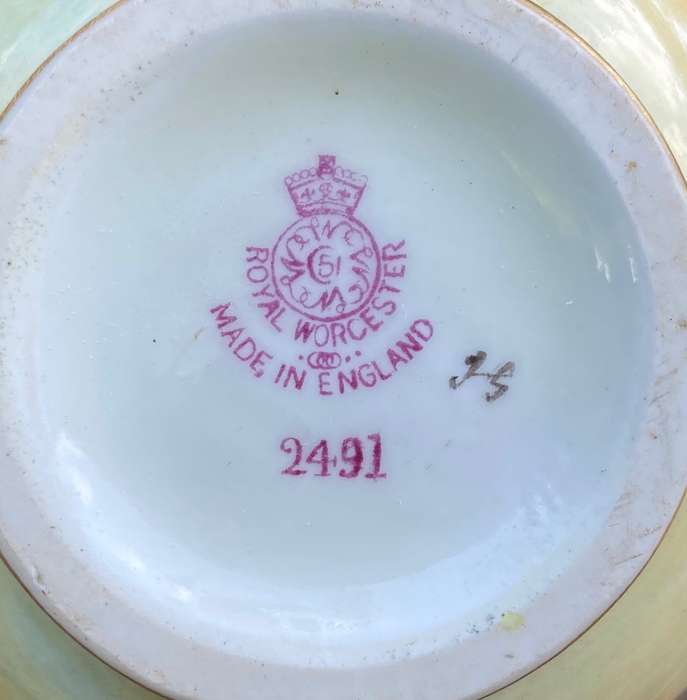 C 51
ROYAL WORCESTER
MADE IN ENGLAND
2491